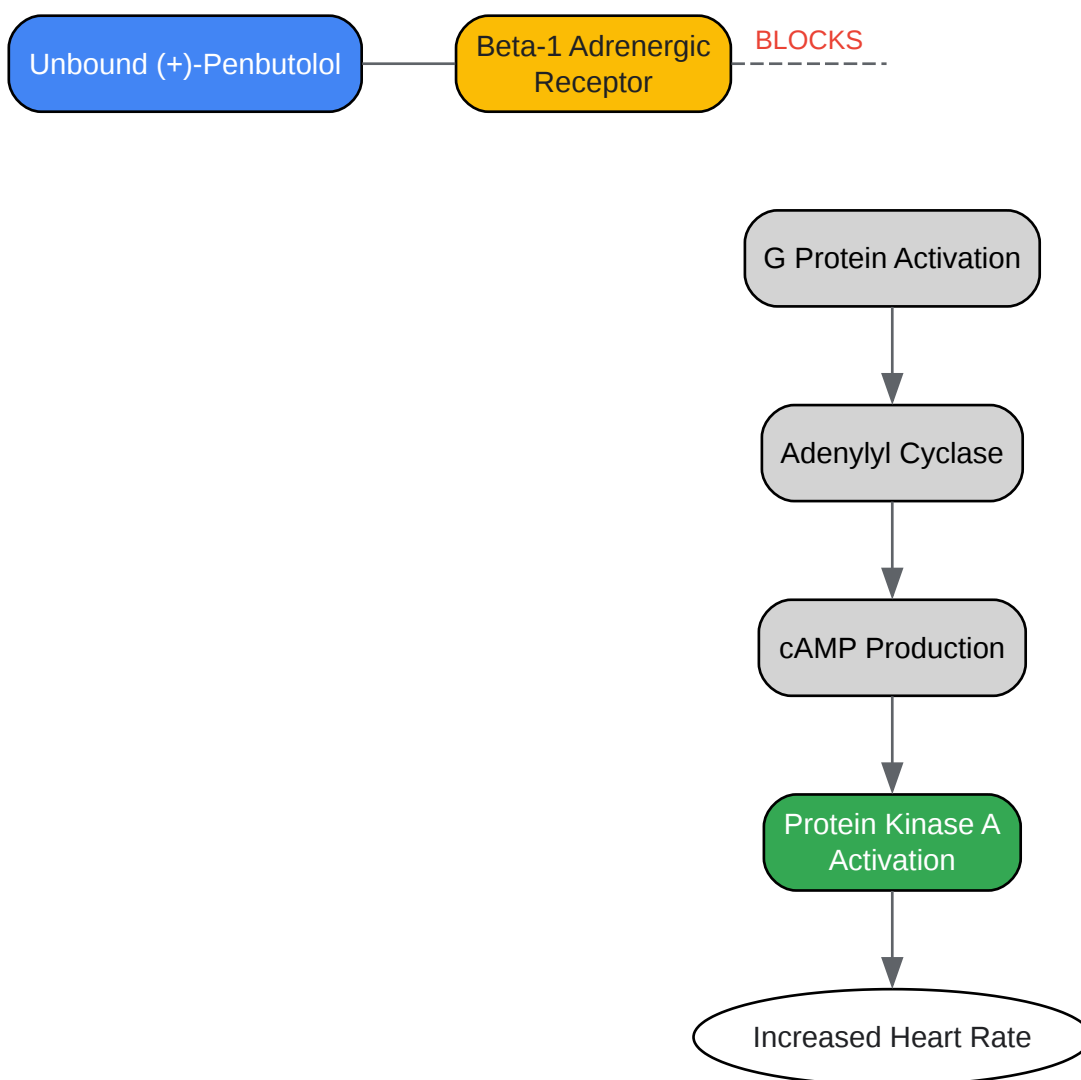 Unbound (+)-Penbutolol
Beta-1 Adrenergic
Receptor
BLOCKS
G Protein Activation
Adenylyl Cyclase
cAMP Production
Protein Kinase A
Activation
Increased Heart Rate